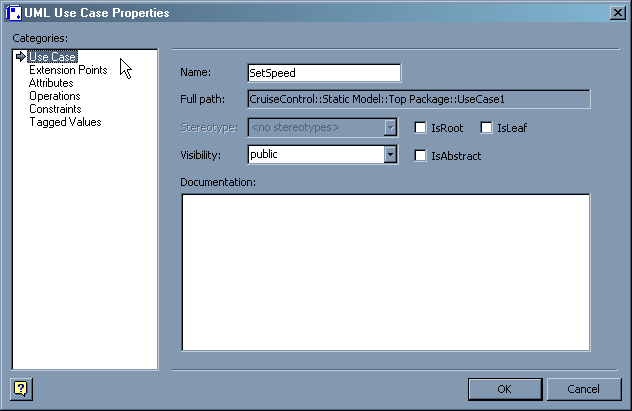 UML Use Case Properties
Categories:
Use Case
Extension Points
Attributes
Operations
Constraints
Tagged Values
Name: SetSpeed
Full path: CruiseControl::Static Model::Top Package::UseCase1
Stereotype: <no stereotypes> IsRoot IsLeaf
Visibility: public IsAbstract
Documentation:
? OK Cancel